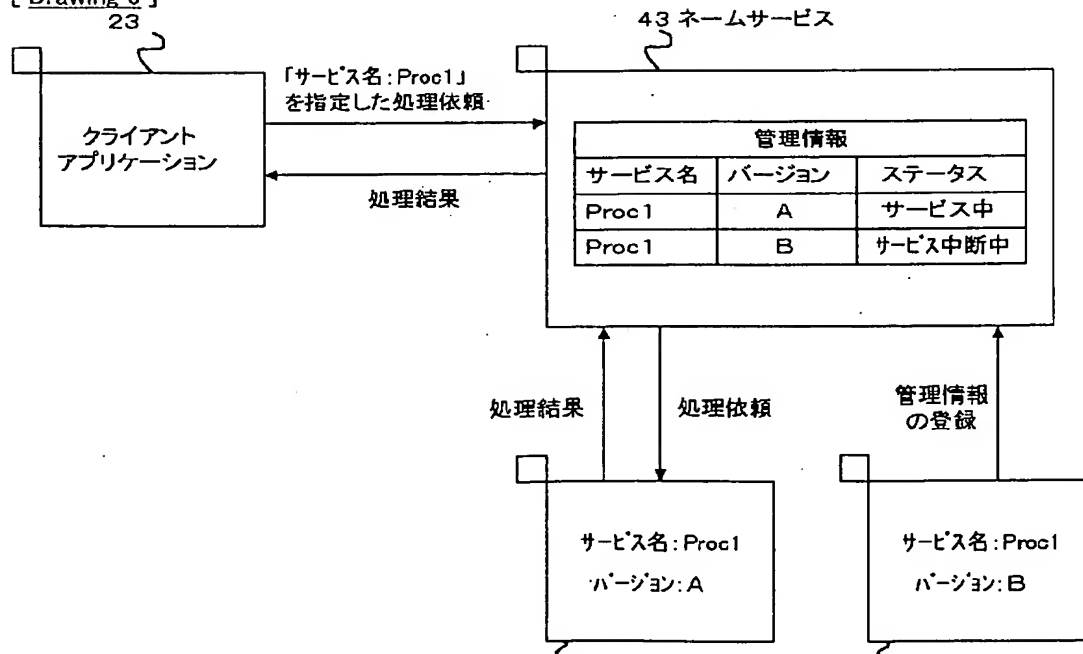 23
43 ネームサービス
クライアント
アプリケーション
「サービス名:Proc1」
を指定した処理依頼
処理結果
管理情報
サービス名 バージョン ステータス
Proc1 A サービス中
Proc1 B サービス中断中
処理結果
処理依頼
管理情報
の登録
サービス名:Proc1
バージョン:A
サービス名:Proc1
バージョン:B